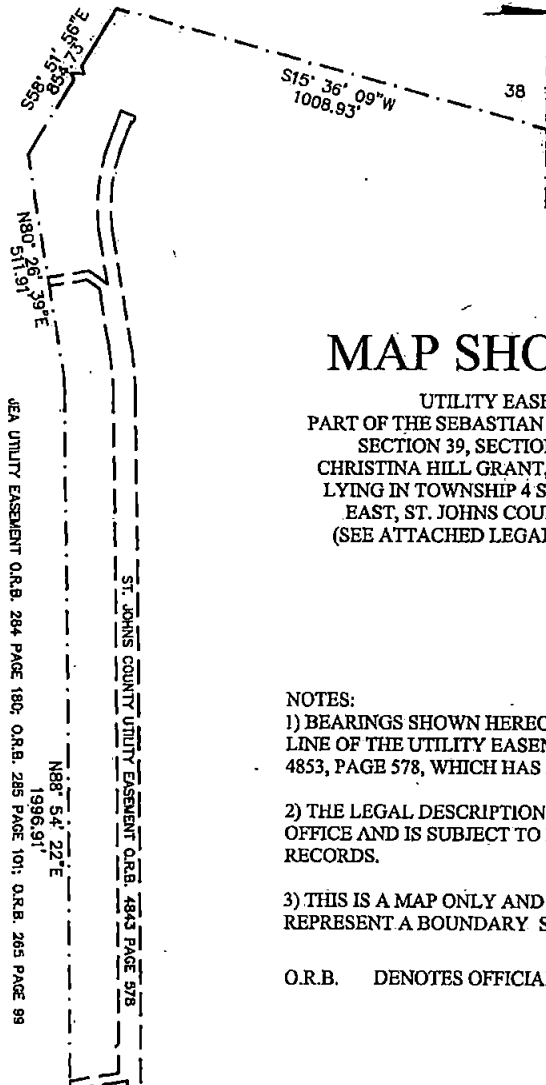 S58° 51' 56"E
854.73'
S15° 36' 09"W
1008.93'
38
N80° 26' 39"E
511.91'
MAP SHO
UTILITY EASE
PART OF THE SEBASTIAN
SECTION 39, SECTIO
CHRISTINA HILL GRANT,
LYING IN TOWNSHIP 4 S
EAST, ST. JOHNS COU
(SEE ATTACHED LEGAL
JEA UTILITY EASEMENT O.R.B. 284 PAGE 180; O.R.B. 285 PAGE 101; O.R.B. 265 PAGE 99
ST. JOHNS COUNTY UTILITY EASEMENT O.R.B. 4843 PAGE 578
N88° 54' 22"E
1996.91'
NOTES:
1) BEARINGS SHOWN HEREO
LINE OF THE UTILITY EASEM
4853, PAGE 578, WHICH HAS
2) THE LEGAL DESCRIPTION
OFFICE AND IS SUBJECT TO
RECORDS.
3) THIS IS A MAP ONLY AND
REPRESENT A BOUNDARY S
O.R.B. DENOTES OFFICIA